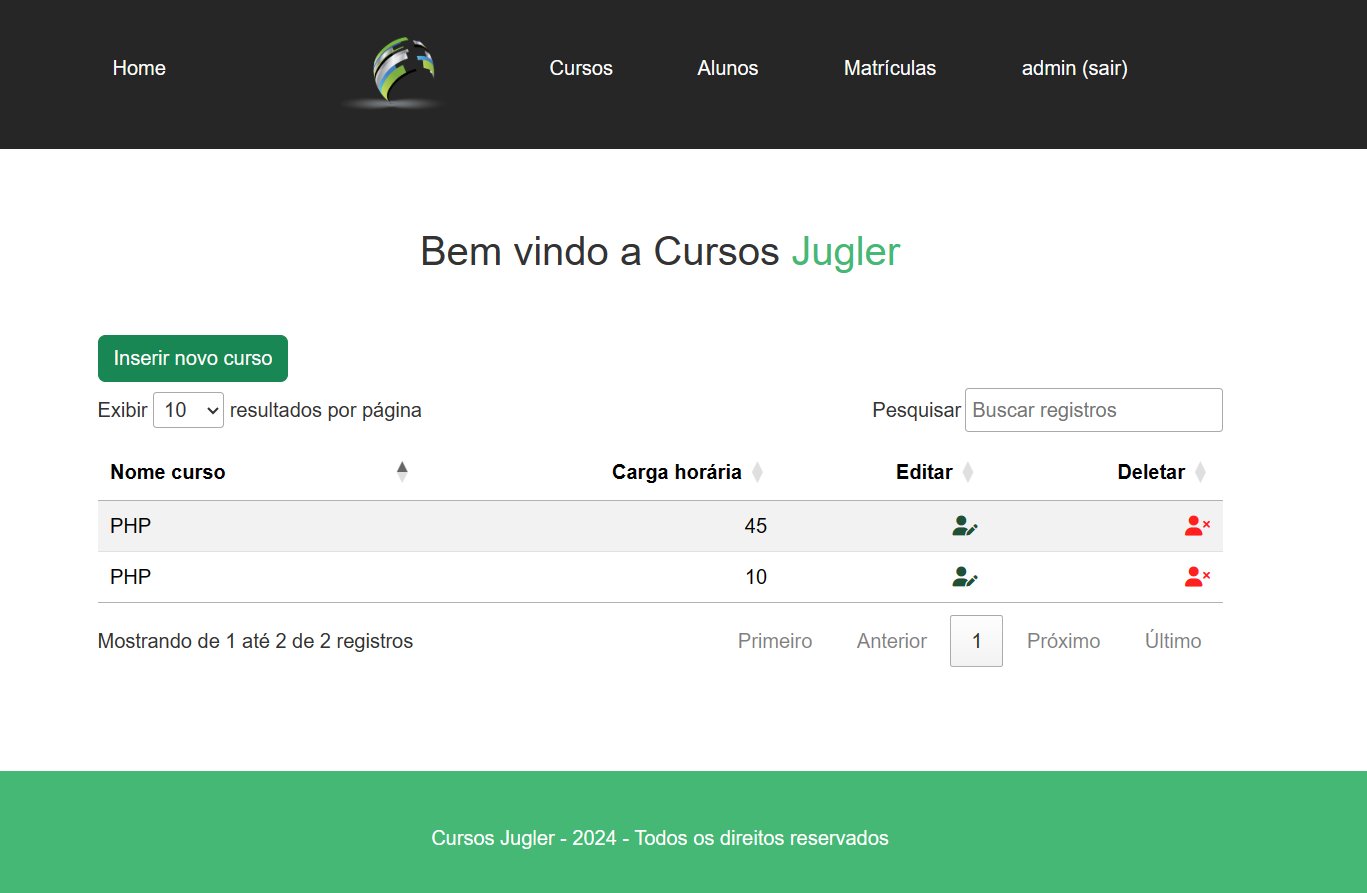 Home Cursos Alunos Matrículas admin (sair)
Bem vindo a Cursos Jugler
Inserir novo curso
Exibir 10 resultados por página Pesquisar Buscar registros
Nome curso Carga horária Editar Deletar
PHP 45
PHP 10
Mostrando de 1 até 2 de 2 registros Primeiro Anterior 1 Próximo Último
Cursos Jugler - 2024 - Todos os direitos reservados